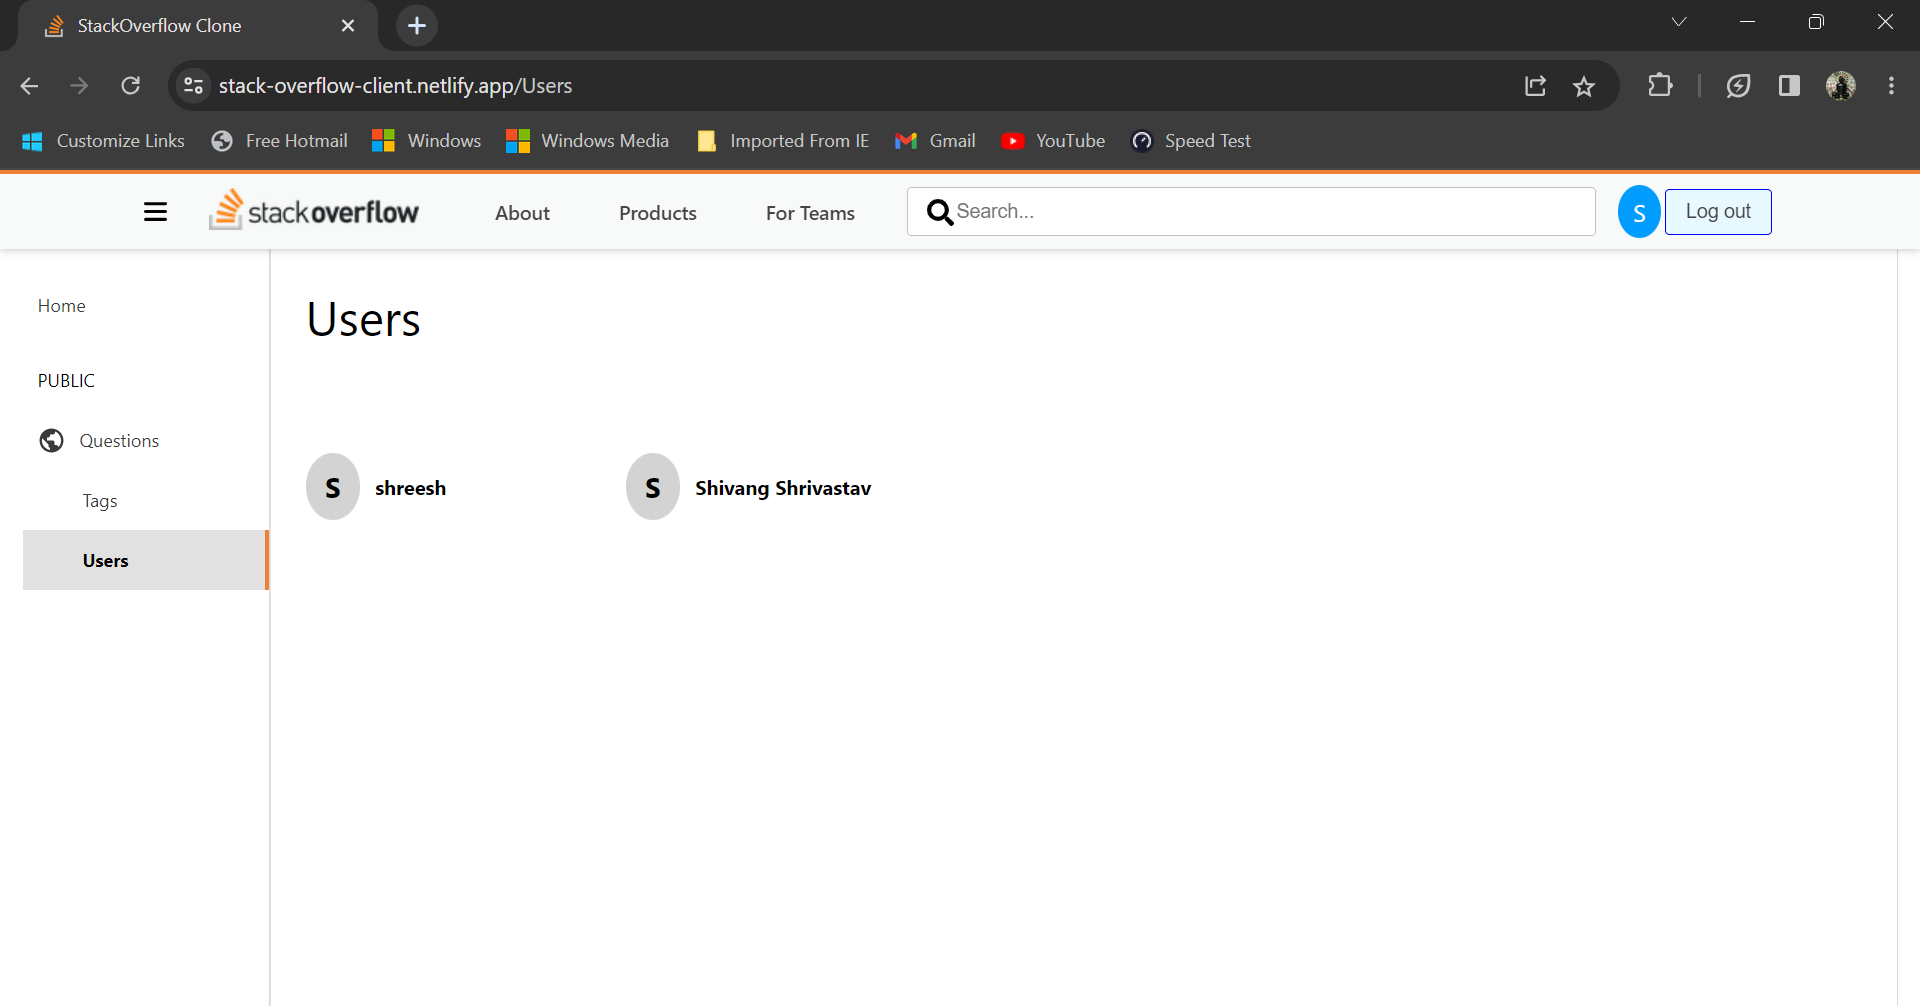 StackOverflow Clone
stack-overflow-client.netlify.app/Users
Customize Links Free Hotmail Windows Windows Media Imported From IE Gmail YouTube Speed Test
stackoverflow About Products For Teams Search... S Log out
Home
Users
PUBLIC
Questions
S shreesh S Shivang Shrivastav
Tags
Users